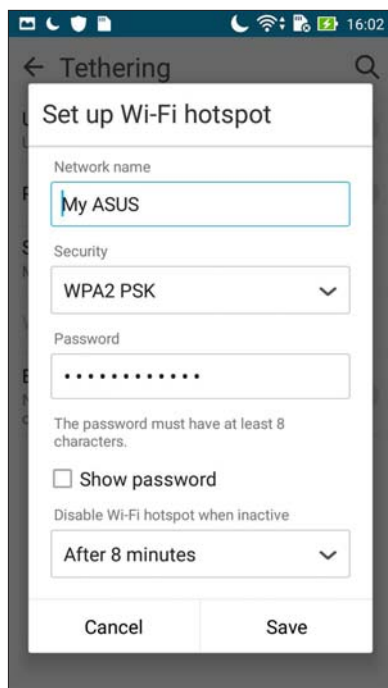 16:02
Tethering
Set up Wi-Fi hotspot
Network name
My ASUS
Security
WPA2 PSK
Password
••••••••••••
The password must have at least 8
characters.
Show password
Disable Wi-Fi hotspot when inactive
After 8 minutes
Cancel
Save